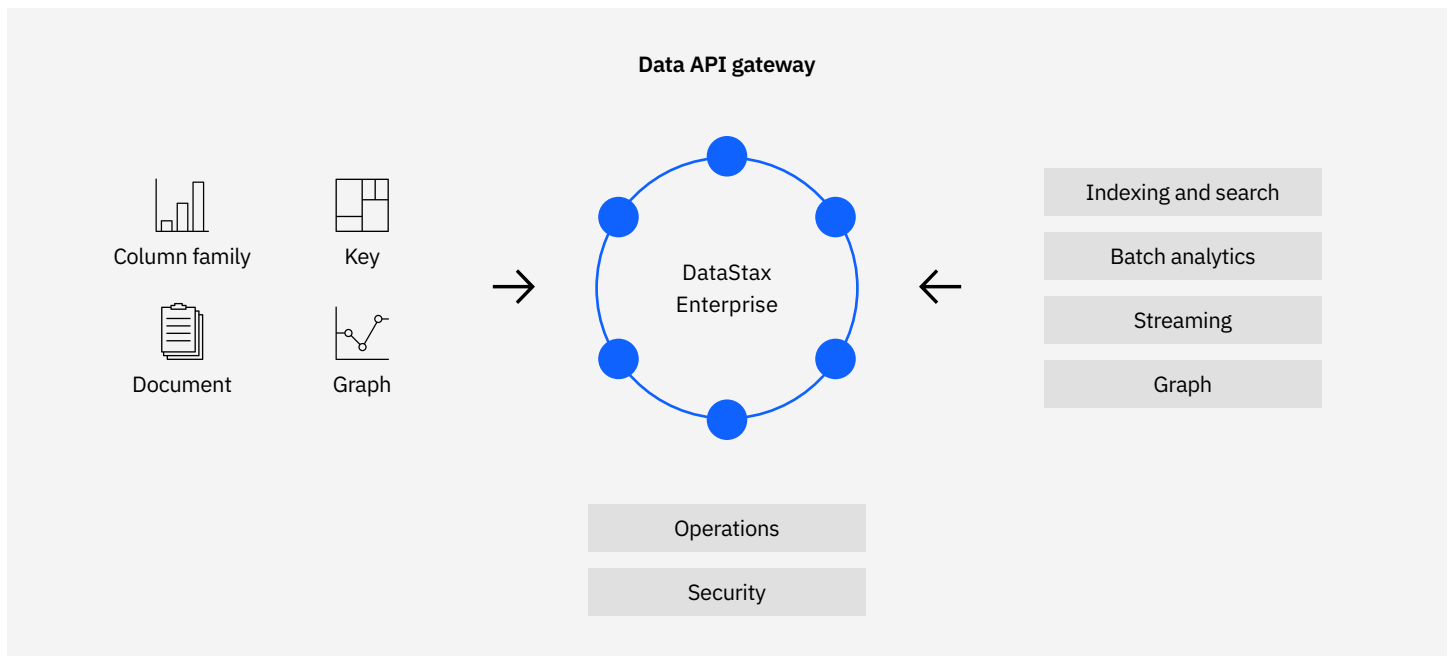 Data API gateway
Column family
Key
Document
Graph
DataStax
Enterprise
Indexing and search
Batch analytics
Streaming
Graph
Operations
Security